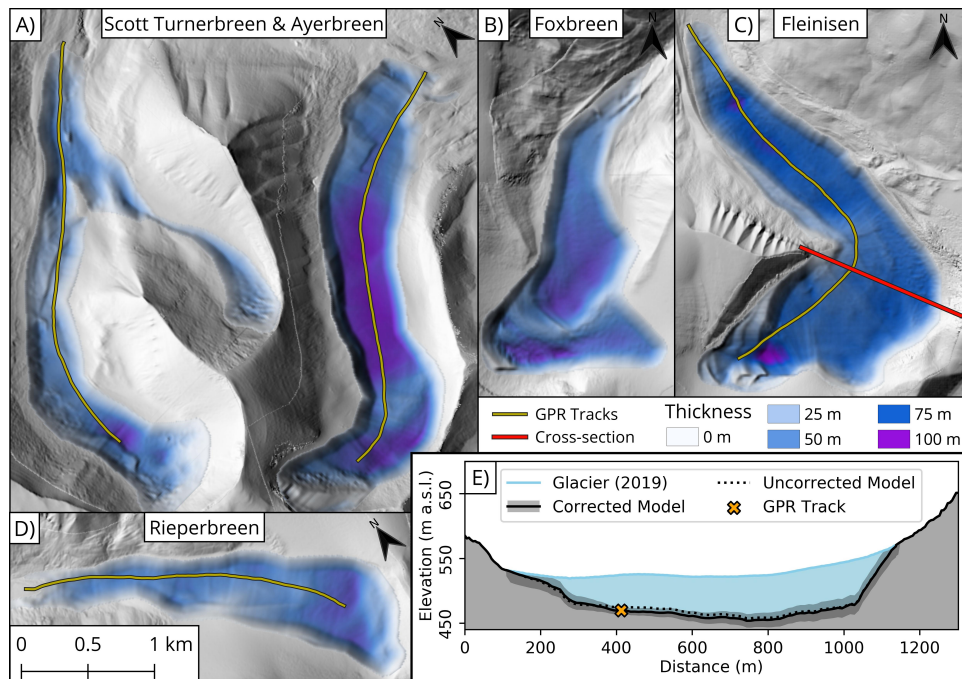 A)
Scott Turnerbreen & Ayerbreen
N
B)
Foxbreen
N
C)
Fleinisen
N
GPR Tracks
Cross-section
Thickness
0 m
25 m
50 m
75 m
100 m
D)
Rieperbreen
N
0 0.5 1 km
E)
Glacier (2019)
Corrected Model
Uncorrected Model
GPR Track
Elevation (m a.s.l.)
650
550
450
0 200 400 600 800 1000 1200
Distance (m)